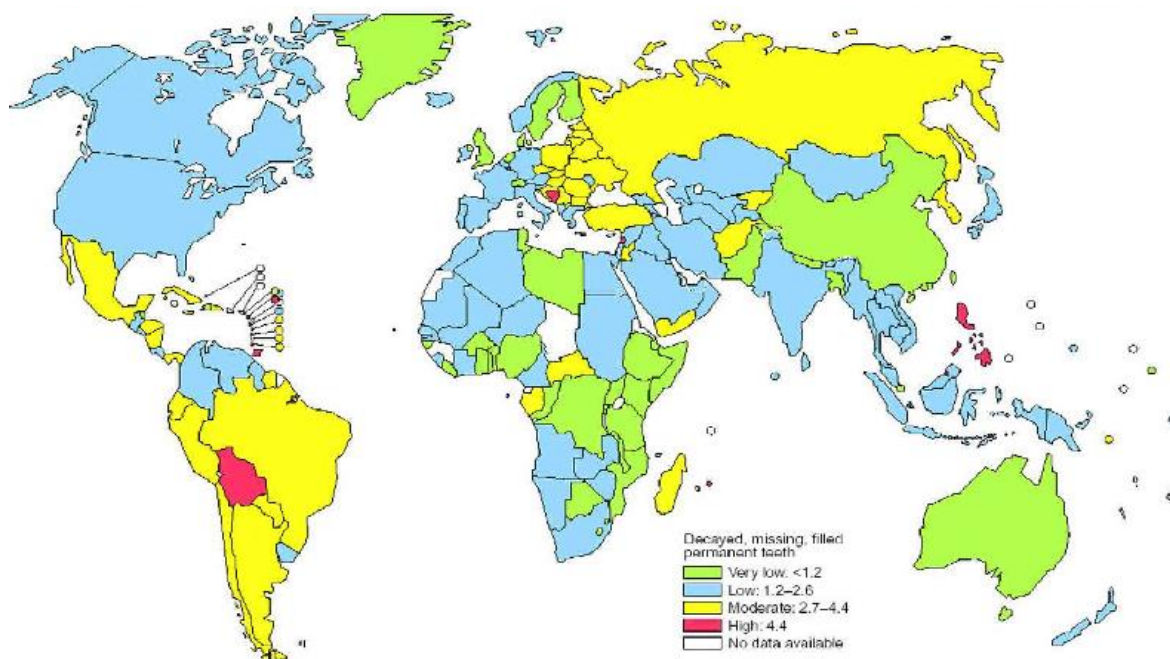 Decayed, missing, filled
permanent teeth
Very low: <1.2
Low: 1.2–2.6
Moderate: 2.7–4.4
High: 4.4
No data available